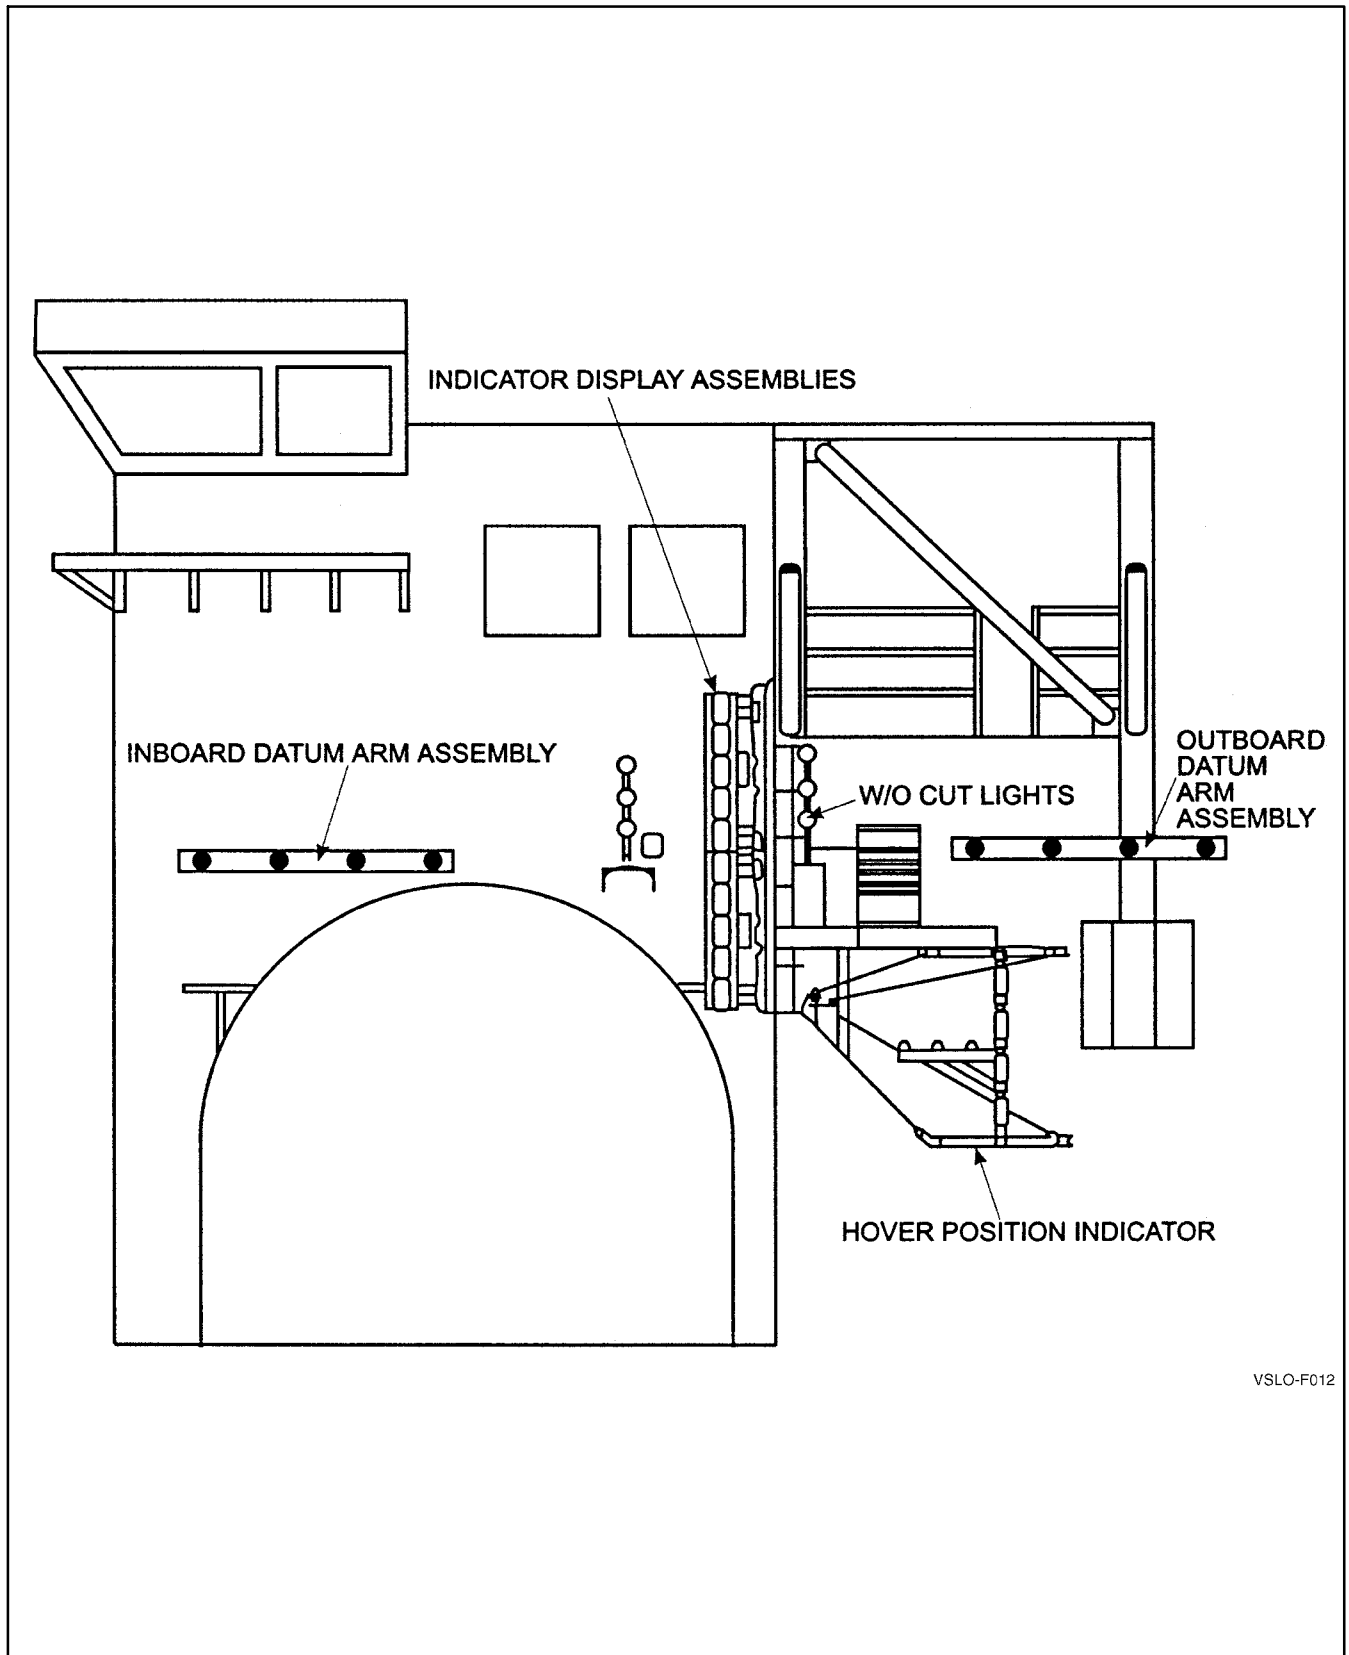 INDICATOR DISPLAY ASSEMBLIES
INBOARD DATUM ARM ASSEMBLY
OUTBOARD
DATUM
ARM
ASSEMBLY
W/O CUT LIGHTS
HOVER POSITION INDICATOR
VSLO-F012